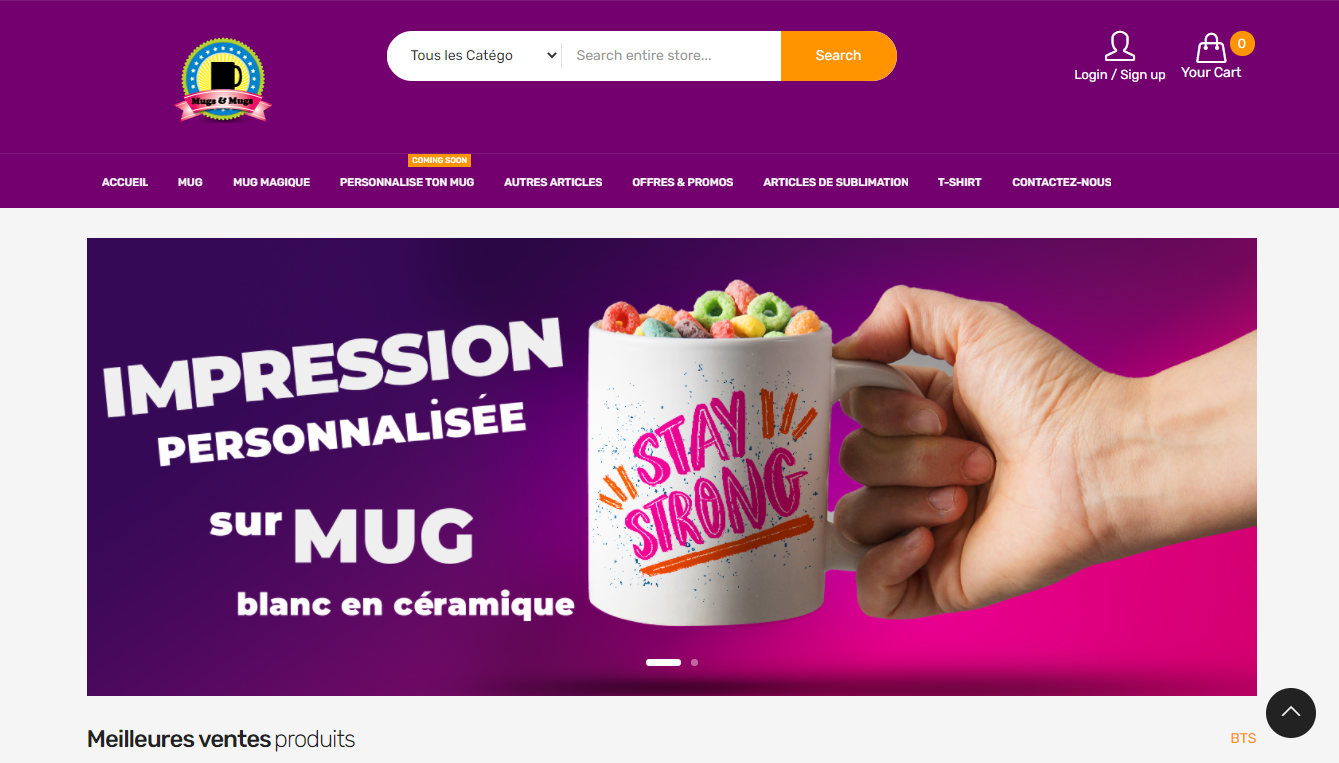 Mugs & Mugs
Tous les Catégo
Search entire store...
Search
Login / Sign up
0
Your Cart
COMING SOON
ACCUEIL
MUG
MUG MAGIQUE
PERSONNALISE TON MUG
AUTRES ARTICLES
OFFRES & PROMOS
ARTICLES DE SUBLIMATION
T-SHIRT
CONTACTEZ-NOUS
IMPRESSION
PERSONNALISÉE
sur MUG
blanc en céramique
STAY
STRONG
Meilleures ventes produits
BTS